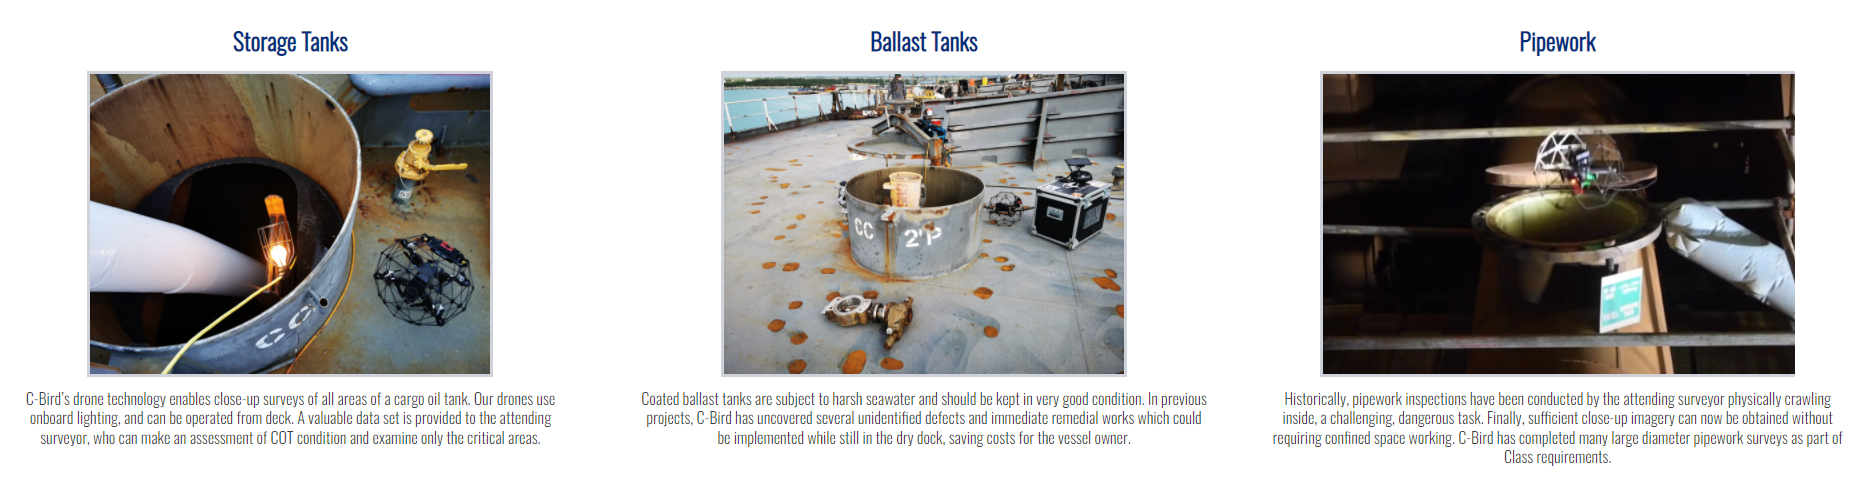 Storage Tanks
Ballast Tanks
Pipework
CO
CC
2'P
C-Bird's drone technology enables close-up surveys of all areas of a cargo oil tank. Our drones use
onboard lighting, and can be operated from deck. A valuable data set is provided to the attending
surveyor, who can make an assessment of COT condition and examine only the critical areas.
Coated ballast tanks are subject to harsh seawater and should be kept in very good condition. In previous
projects, C-Bird has uncovered several unidentified defects and immediate remedial works which could
be implemented while still in the dry dock, saving costs for the vessel owner.
Historically, pipework inspections have been conducted by the attending surveyor physically crawling
inside, a challenging, dangerous task. Finally, sufficient close-up imagery can now be obtained without
requiring confined space working. C-Bird has completed many large diameter pipework surveys as part of
Class requirements.